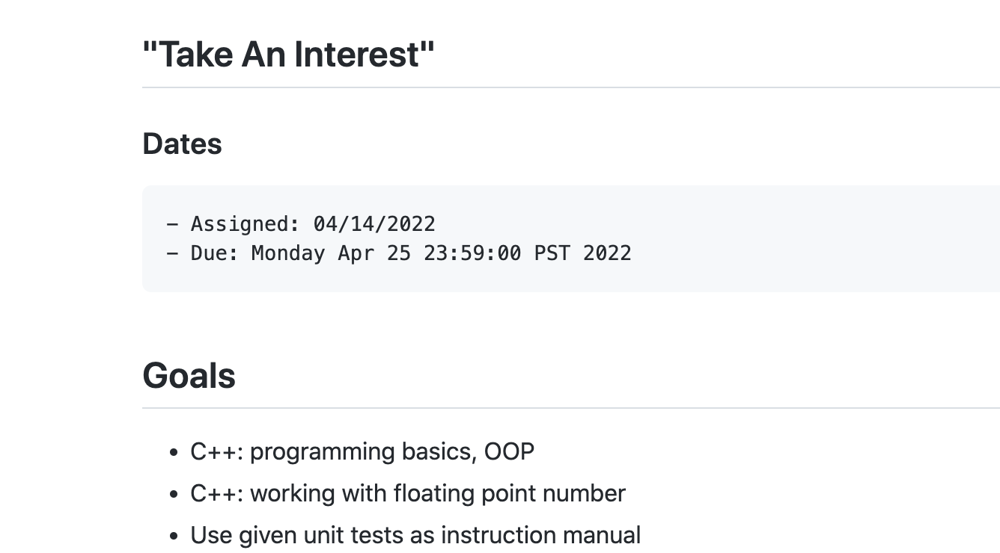 "Take An Interest"
Dates
– Assigned: 04/14/2022
– Due: Monday Apr 25 23:59:00 PST 2022
Goals
• C++: programming basics, OOP
• C++: working with floating point number
• Use given unit tests as instruction manual